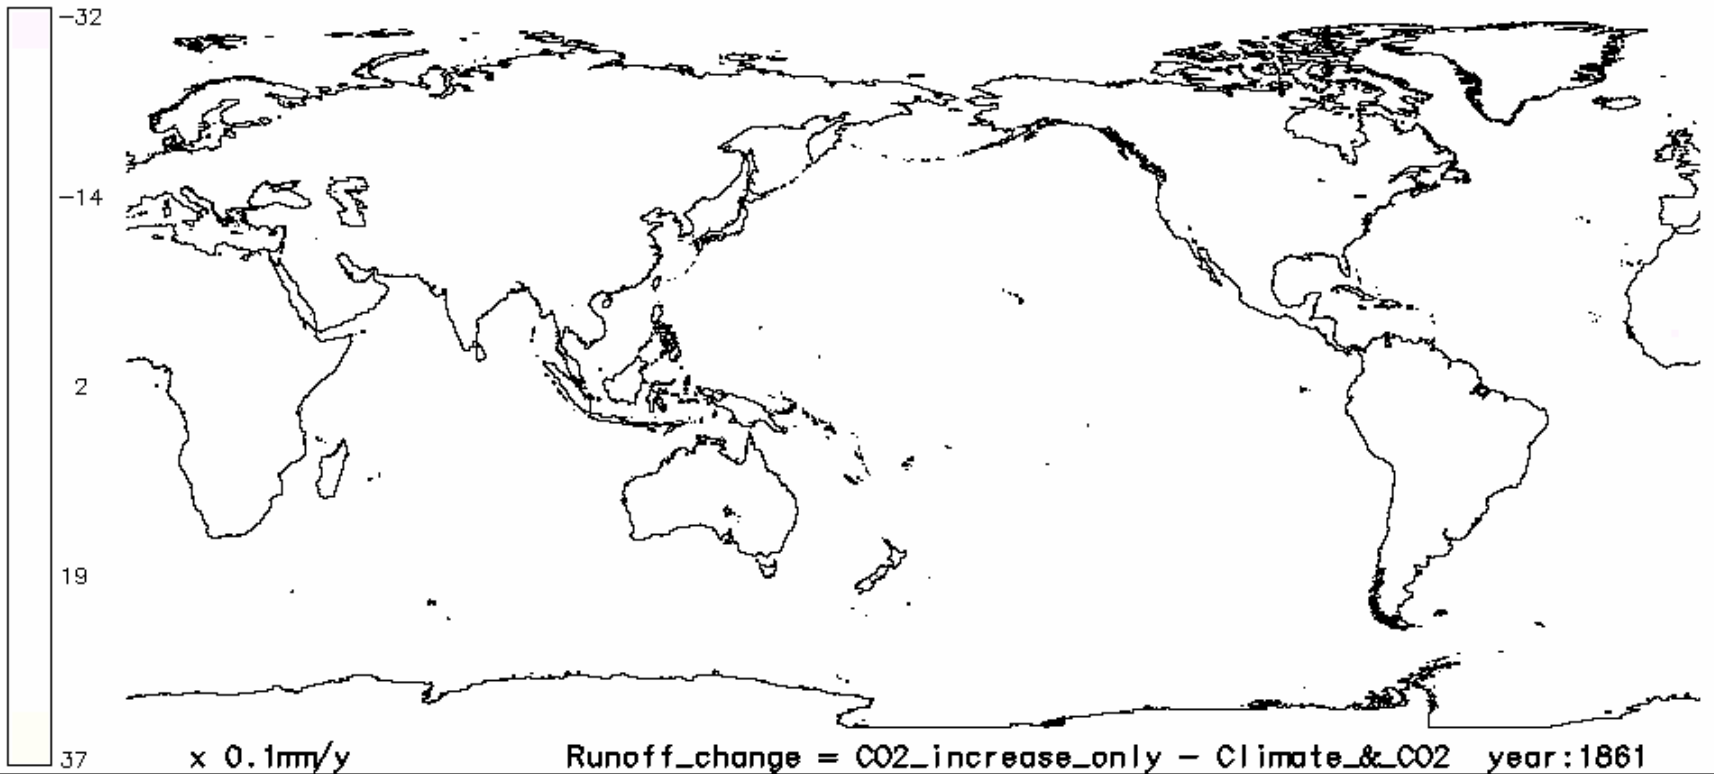 -32
-14
2
19
37
x 0.1mm/y
Runoff_change = CO2_increase_only - Climate_&_CO2 year:1861